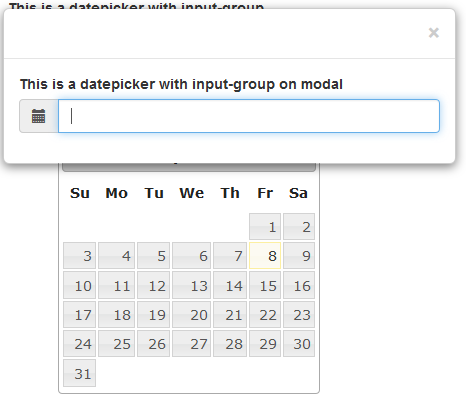 This is a datepicker with input-group
×
This is a datepicker with input-group on modal
Su Mo Tu We Th Fr Sa
1 2
3 4 5 6 7 8 9
10 11 12 13 14 15 16
17 18 19 20 21 22 23
24 25 26 27 28 29 30
31